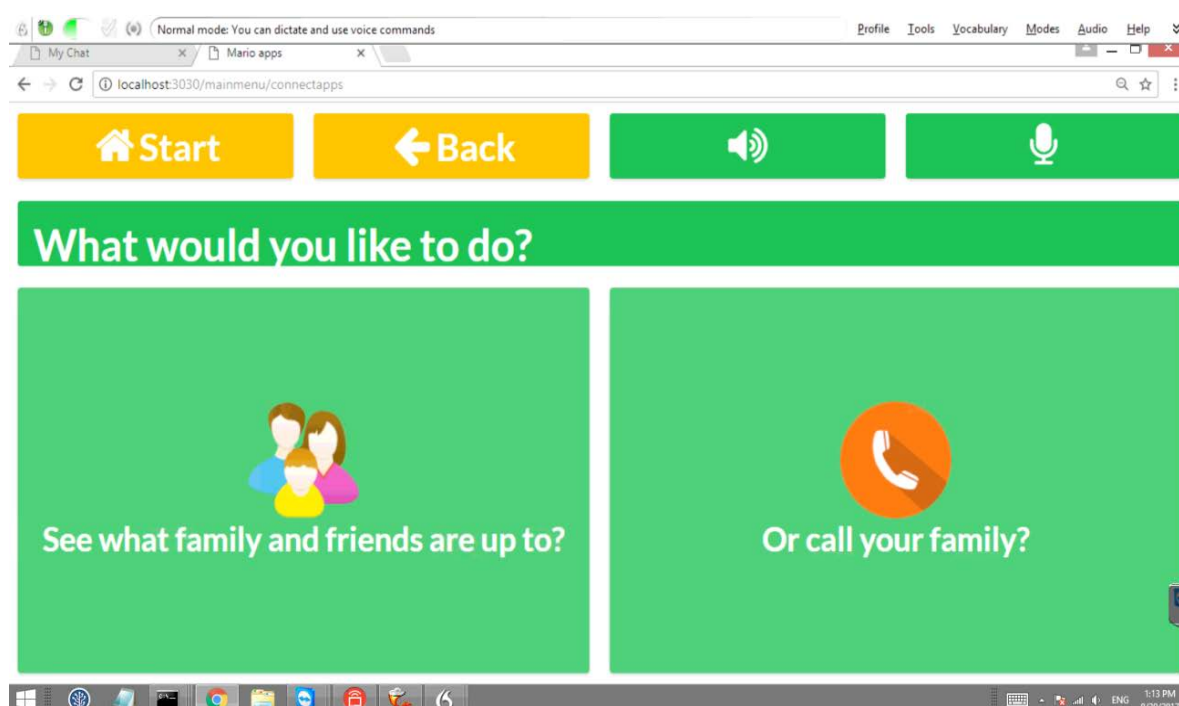 Normal mode: You can dictate and use voice commands
Profile Tools Vocabulary Modes Audio Help
My Chat Mario apps
localhost:3030/mainmenu/connectapps
Start Back
What would you like to do?
See what family and friends are up to? Or call your family?
ENG 1:13 PM